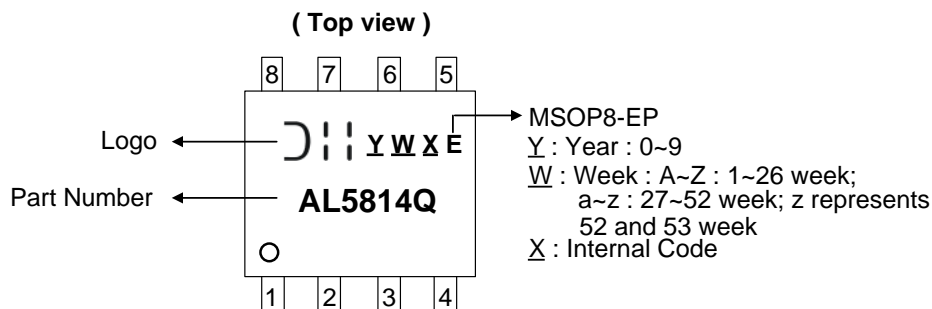 ( Top view )
8 7 6 5
Logo
Y W X E
MSOP8-EP
Y : Year : 0~9
W : Week : A~Z : 1~26 week;
a~z : 27~52 week; z represents
52 and 53 week
X : Internal Code
Part Number
AL5814Q
1 2 3 4